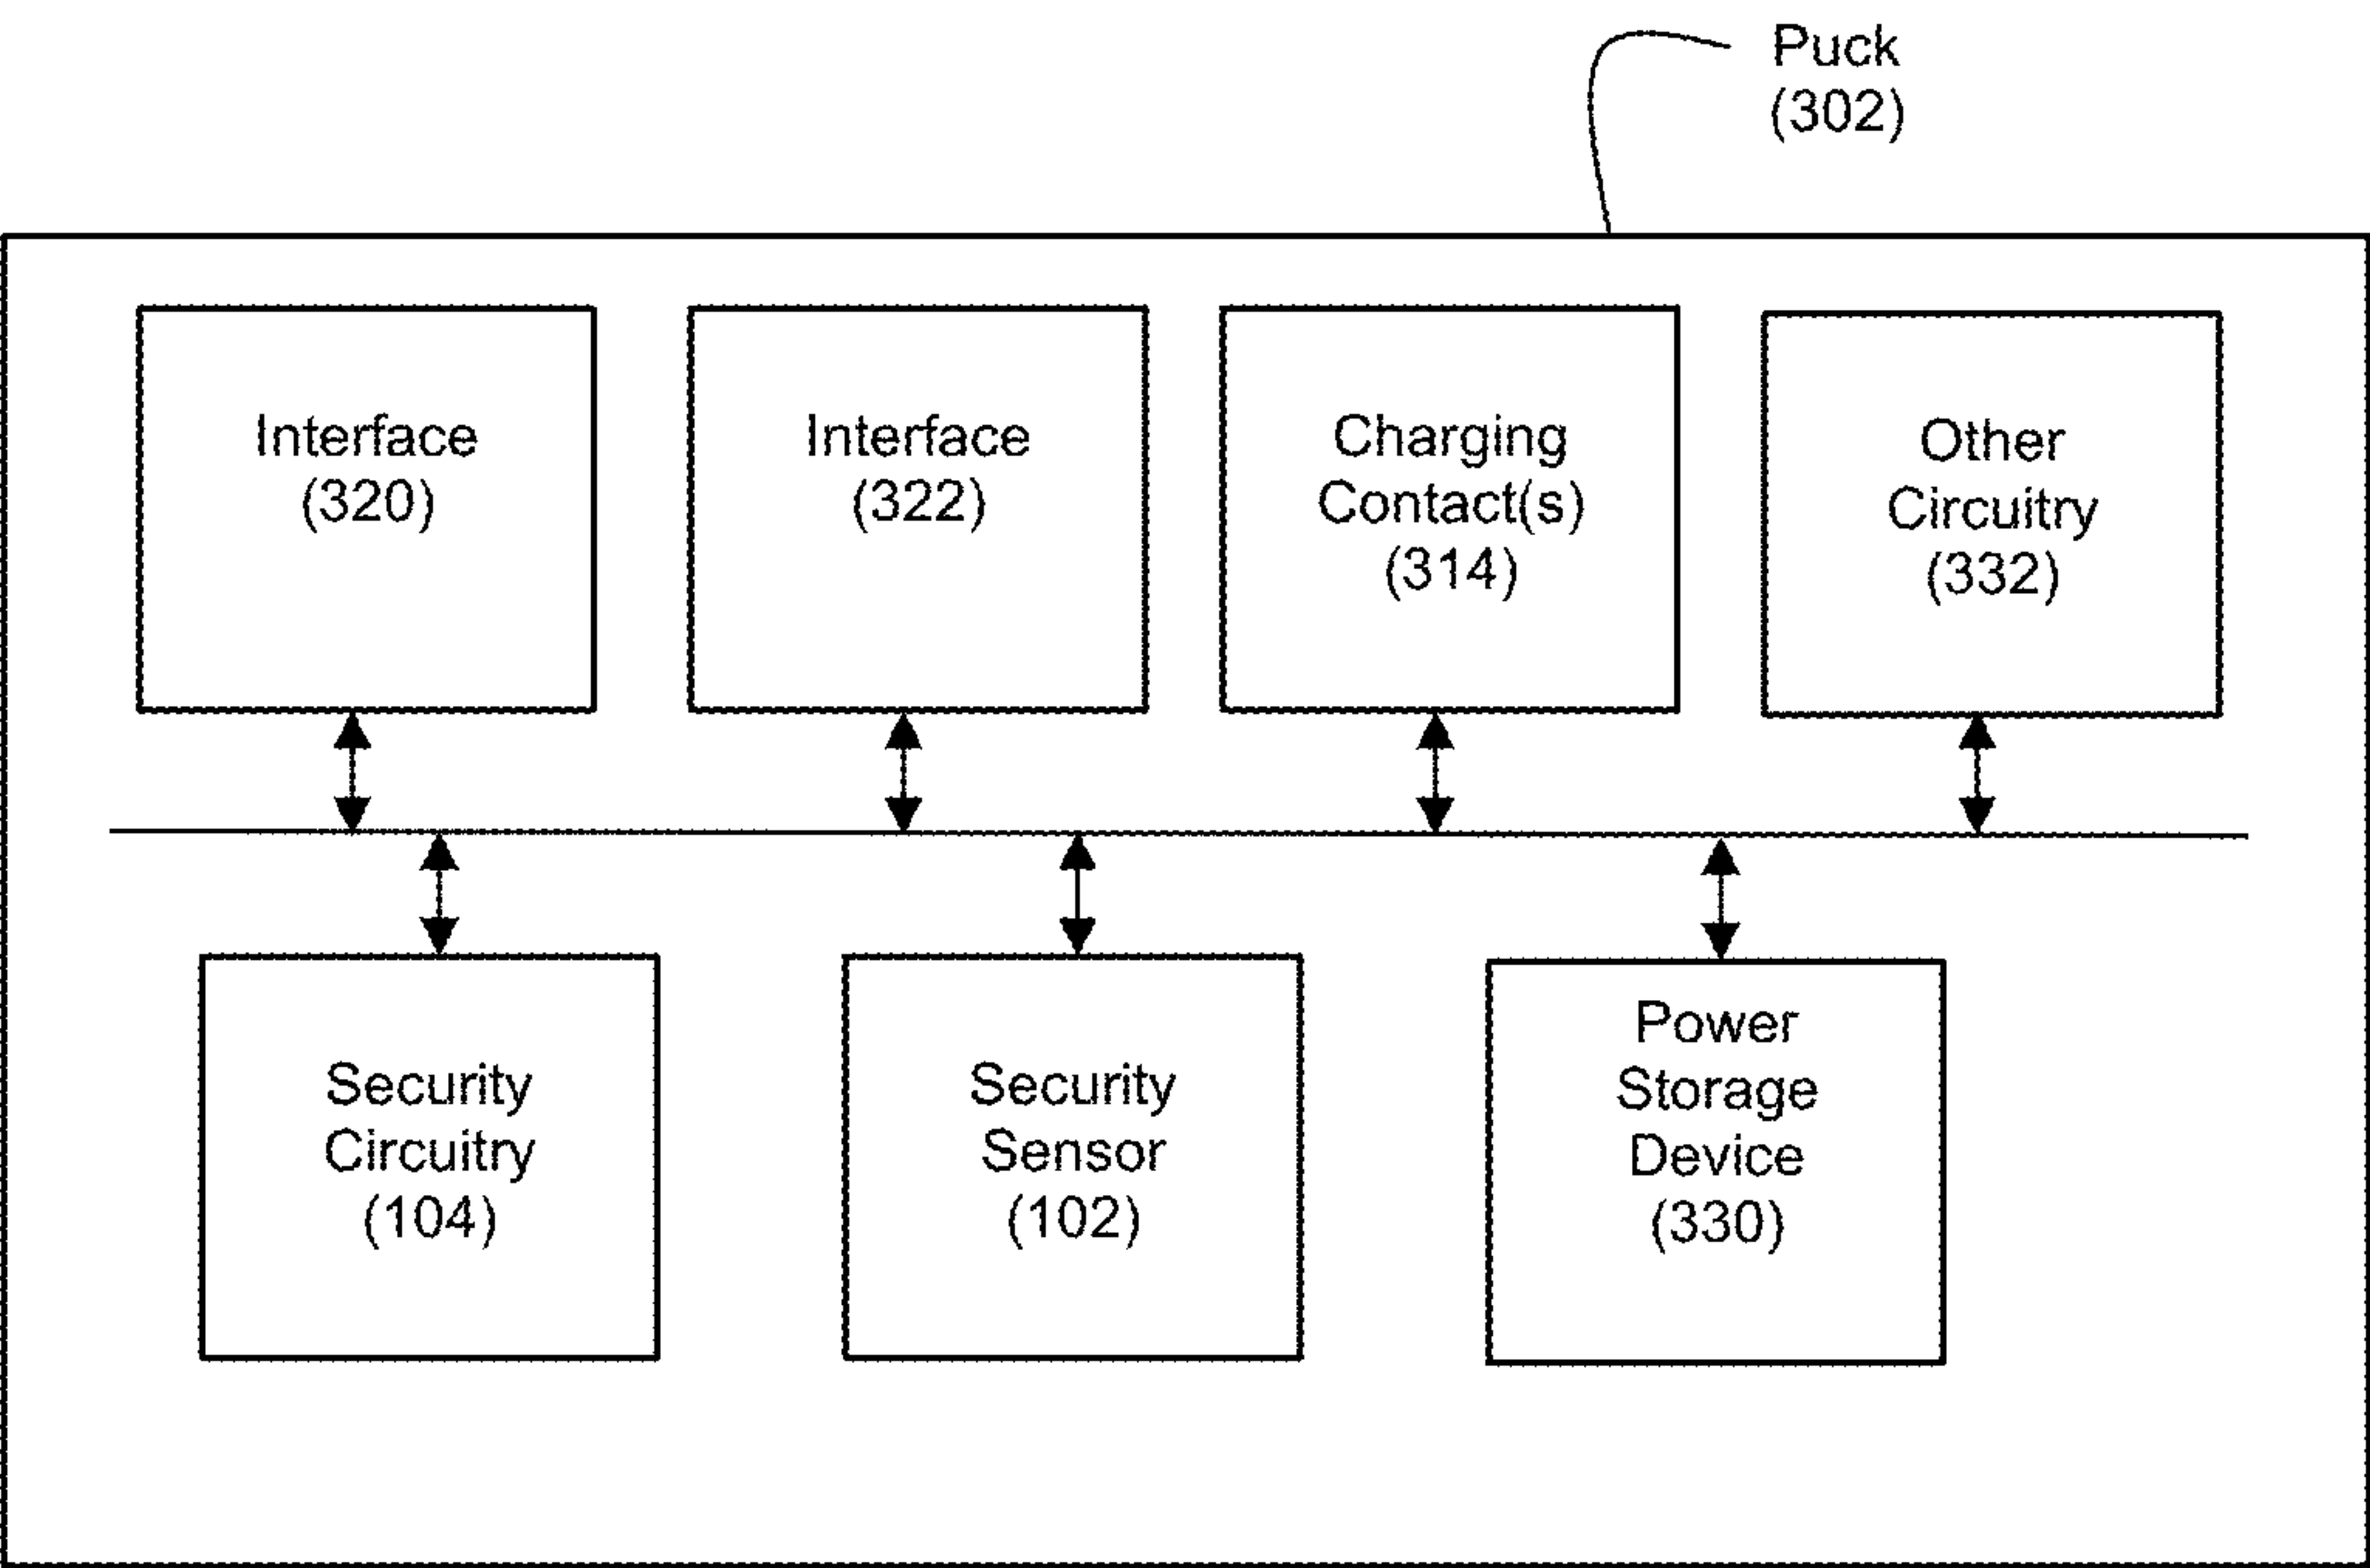 Puck
(302)
Interface
(320)
Interface
(322)
Charging
Contact(s)
(314)
Other
Circuitry
(332)
Security
Circuitry
(104)
Security
Sensor
(102)
Power
Storage
Device
(330)